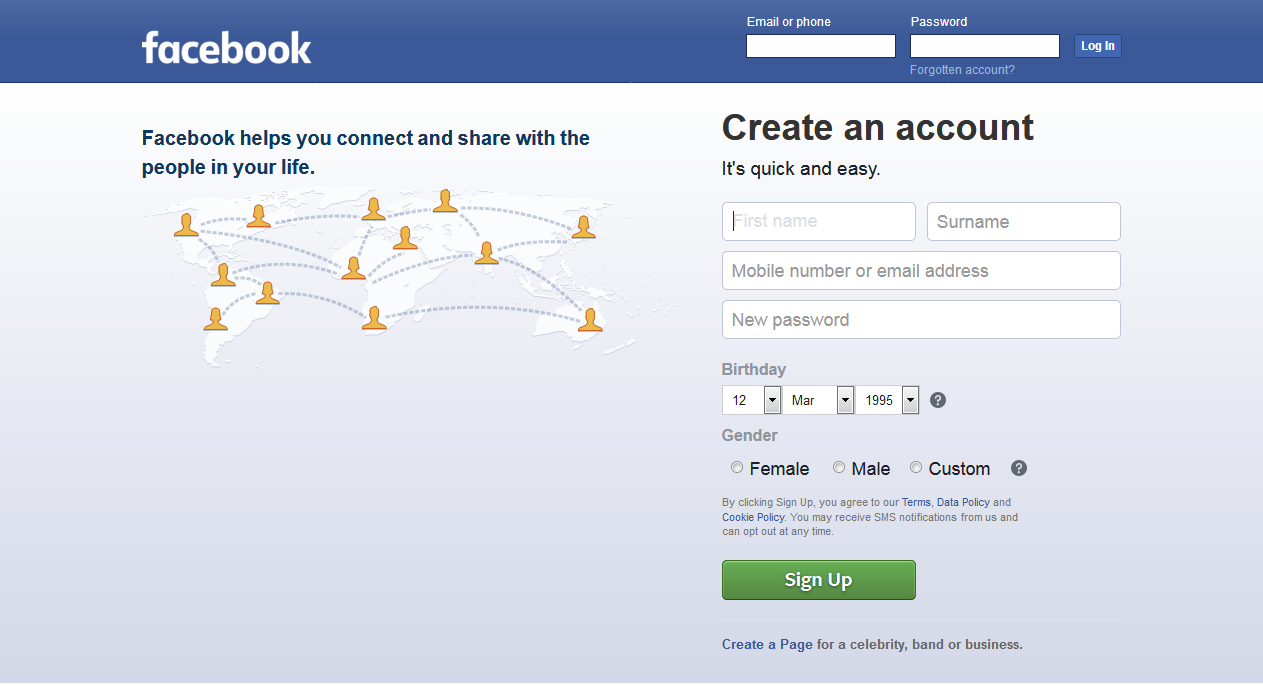 facebook
Email or phone
Password
Log In
Forgotten account?
Facebook helps you connect and share with the
people in your life.
Create an account
It's quick and easy.
First name
Surname
Mobile number or email address
New password
Birthday
12 Mar 1995 ?
Gender
Female Male Custom ?
By clicking Sign Up, you agree to our Terms, Data Policy and
Cookie Policy. You may receive SMS notifications from us and
can opt out at any time.
Sign Up
Create a Page for a celebrity, band or business.